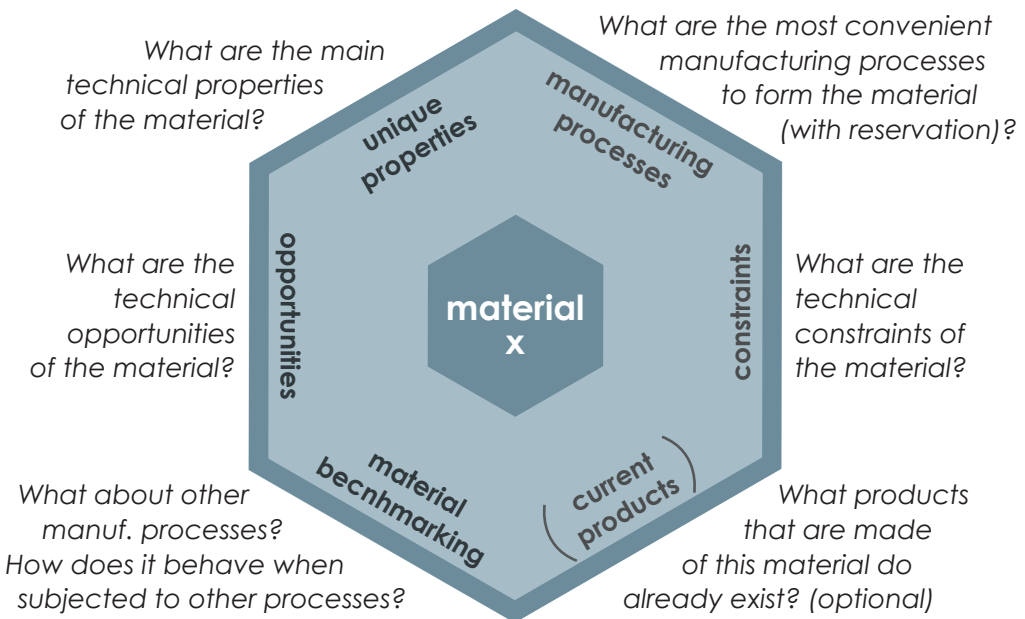 What are the main
technical properties
of the material?
What are the most convenient
manufacturing processes
to form the material
(with reservation)?
unique
properties
manufacturing
processes
What are the
technical
opportunities
of the material?
opportunities
material
x
constraints
What are the
technical
constraints of
the material?
What about other
manuf. processes?
How does it behave when
subjected to other processes?
material
becnhmarking
(current
products)
What products
that are made
of this material do
already exist? (optional)